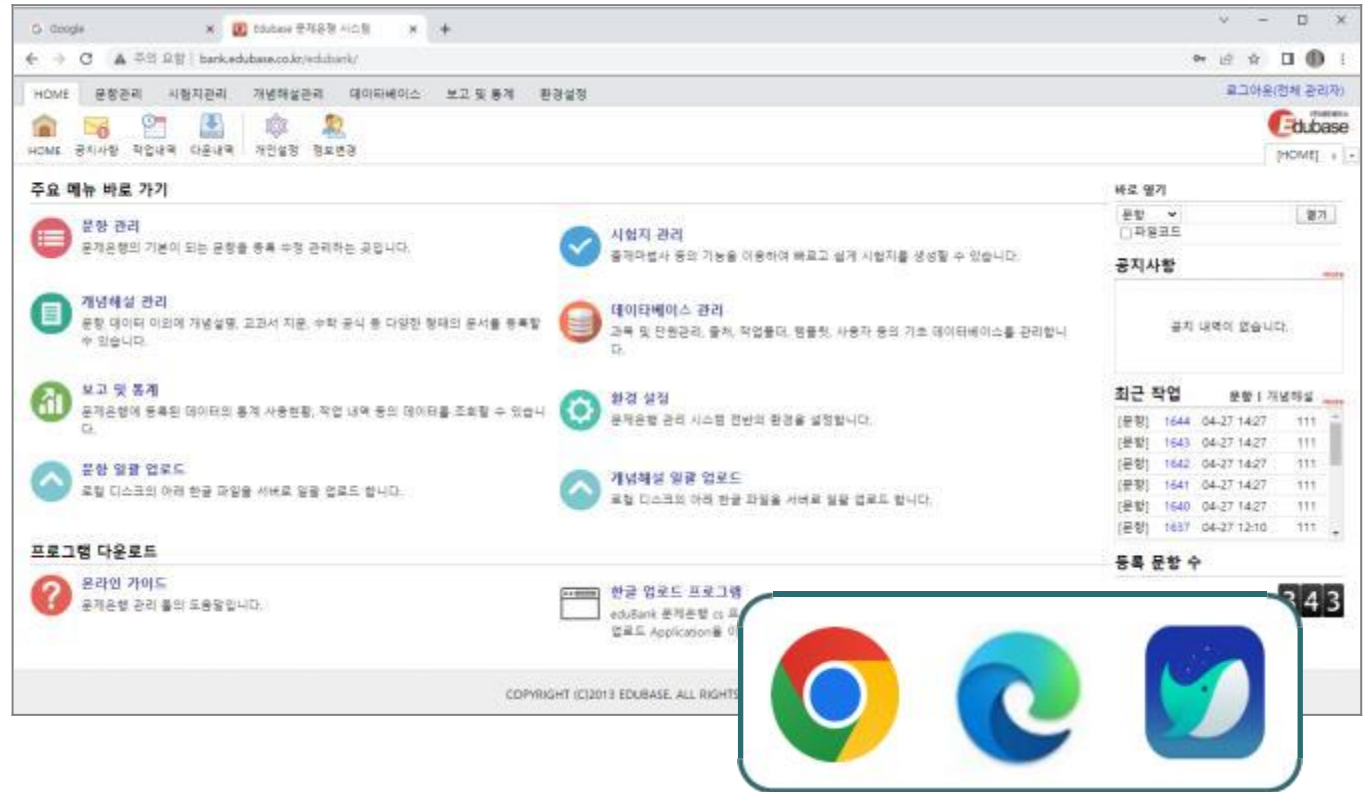 Google
Edubase 문제은행 시스템
주의 요함 | bank.edubase.co.kr/edubank/
HOME 문항관리 시험지관리 개념해설관리 데이타베이스 보고 및 통계 환경설정
로그아웃(전체 관리자)
HOME 공지사항 작업내역 다운내역 개인설정 정보변경
Edubase
[HOME]
주요 메뉴 바로 가기
문항 관리
문제은행의 기본이 되는 문항을 등록 수정 관리하는 곳입니다.
시험지 관리
출제마법사 등의 기능을 이용하여 빠르고 쉽게 시험지를 생성할 수 있습니다.
개념해설 관리
문항 데이터 이외에 개념설명, 교과서 지문, 수학 공식 등 다양한 형태의 문서를 등록할
수 있습니다.
데이타베이스 관리
과목 및 단원관리, 출처, 작업폴더, 템플릿, 사용자 등의 기초 데이터베이스를 관리합니
다.
보고 및 통계
문제은행에 등록된 데이터의 통계 사용현황, 작업 내역 등의 데이터를 조회할 수 있습니
다.
환경 설정
문제은행 관리 시스템 전반의 환경을 설정합니다.
문항 일괄 업로드
로컬 디스크의 아래 한글 파일을 서버로 일괄 업로드 합니다.
개념해설 일괄 업로드
로컬 디스크의 아래 한글 파일을 서버로 일괄 업로드 합니다.
프로그램 다운로드
온라인 가이드
문제은행 관리 툴의 도움말입니다.
한글 업로드 프로그램
eduBank 문제은행 cs 프
업로드 Application을 이
바로 열기
문항 열기
파일코드
공지사항
more
공지 내역이 없습니다.
최근 작업 문항 | 개념해설 more
[문항] 1644 04-27 14:27 111
[문항] 1643 04-27 14:27 111
[문항] 1642 04-27 14:27 111
[문항] 1641 04-27 14:27 111
[문항] 1640 04-27 14:27 111
[문항] 1637 04-27 12:10 111
등록 문항 수
343
COPYRIGHT (C)2013 EDUBASE. ALL RIGHTS